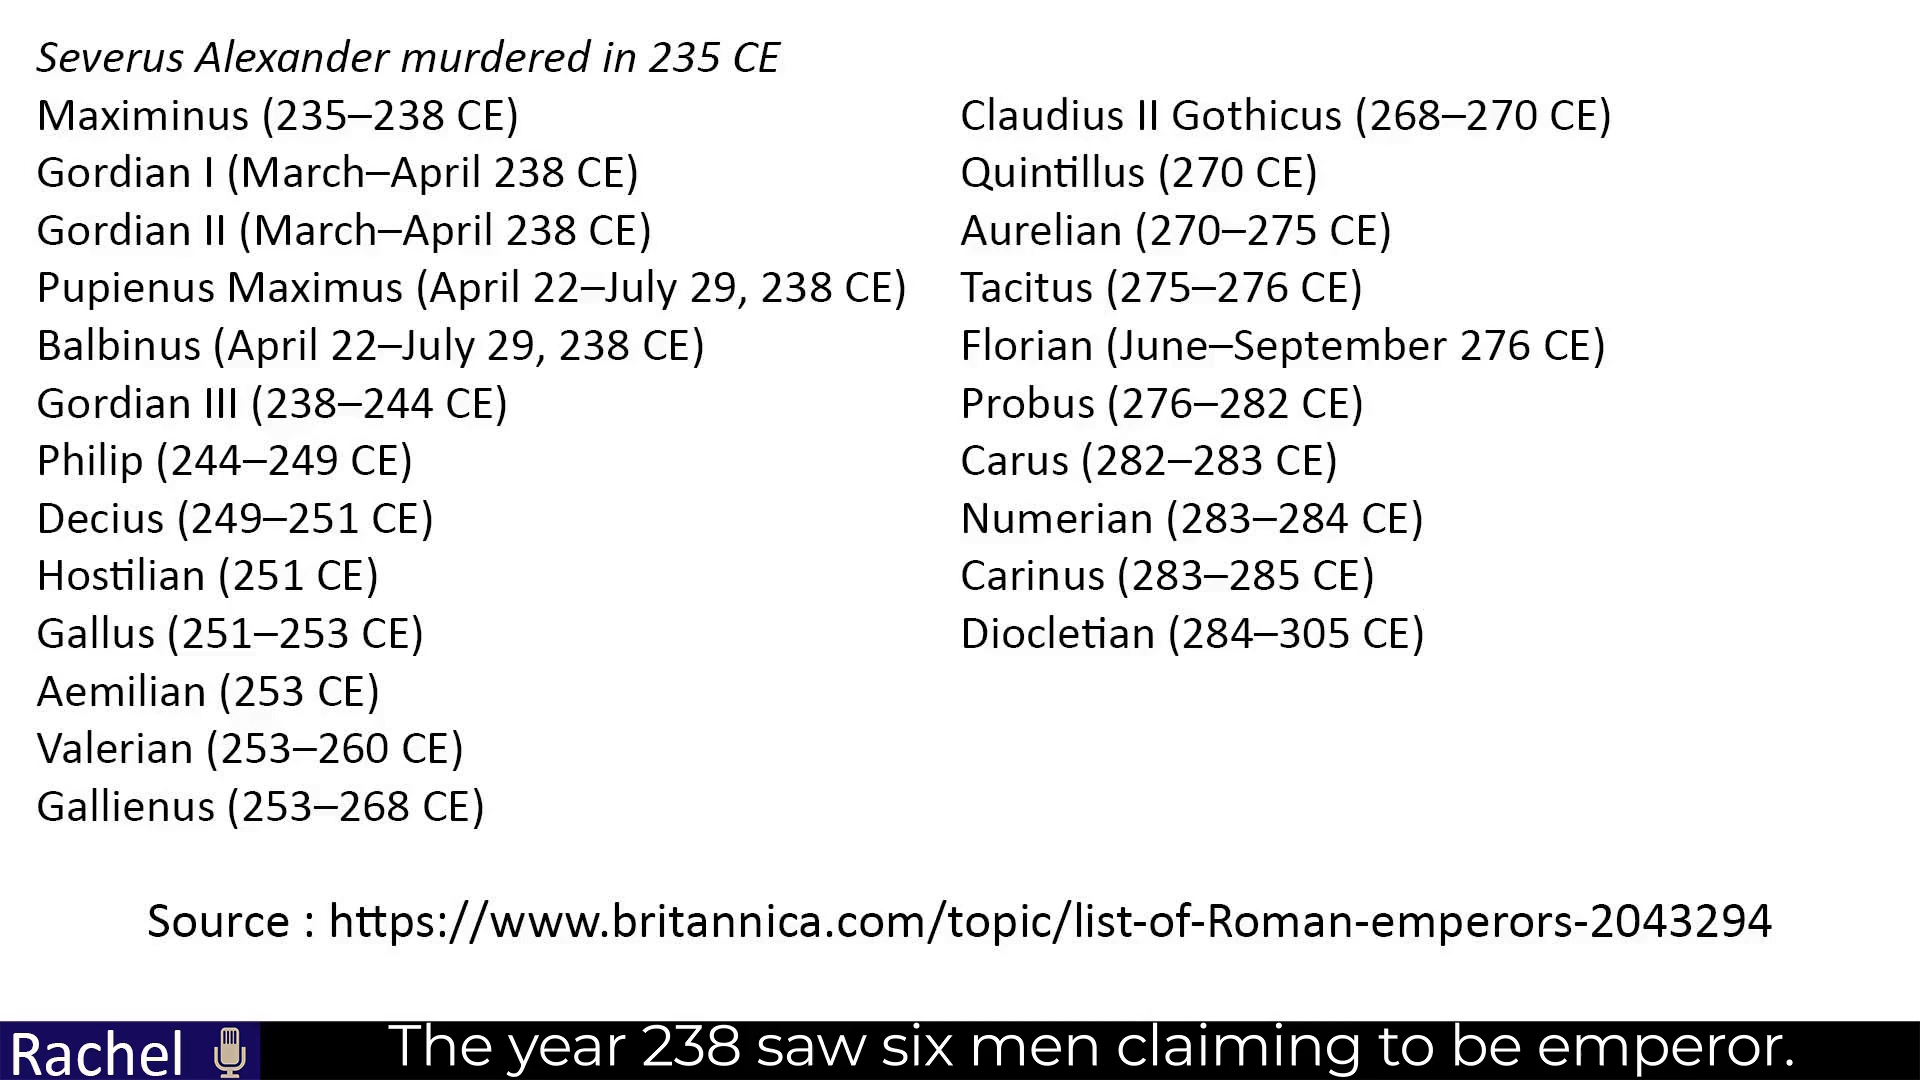 Severus Alexander murdered in 235 CE
Maximinus (235–238 CE)
Gordian I (March–April 238 CE)
Gordian II (March–April 238 CE)
Pupienus Maximus (April 22–July 29, 238 CE)
Balbinus (April 22–July 29, 238 CE)
Gordian III (238–244 CE)
Philip (244–249 CE)
Decius (249–251 CE)
Hostilian (251 CE)
Gallus (251–253 CE)
Aemilian (253 CE)
Valerian (253–260 CE)
Gallienus (253–268 CE)
Claudius II Gothicus (268–270 CE)
Quintillus (270 CE)
Aurelian (270–275 CE)
Tacitus (275–276 CE)
Florian (June–September 276 CE)
Probus (276–282 CE)
Carus (282–283 CE)
Numerian (283–284 CE)
Carinus (283–285 CE)
Diocletian (284–305 CE)
Source : https://www.britannica.com/topic/list-of-Roman-emperors-2043294
Rachel
The year 238 saw six men claiming to be emperor.